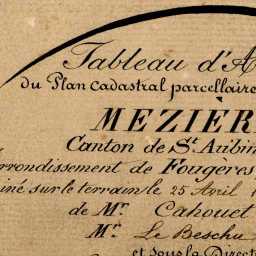 Tableau d'A
du Plan cadastral parcellaire
MEZIÈR
Canton de St. Aubin
rrondissement de Fougères
iné sur le terrain le 25 Avril
de Mr. Cahouet
Mr. Le Beschu
et sous la Direct